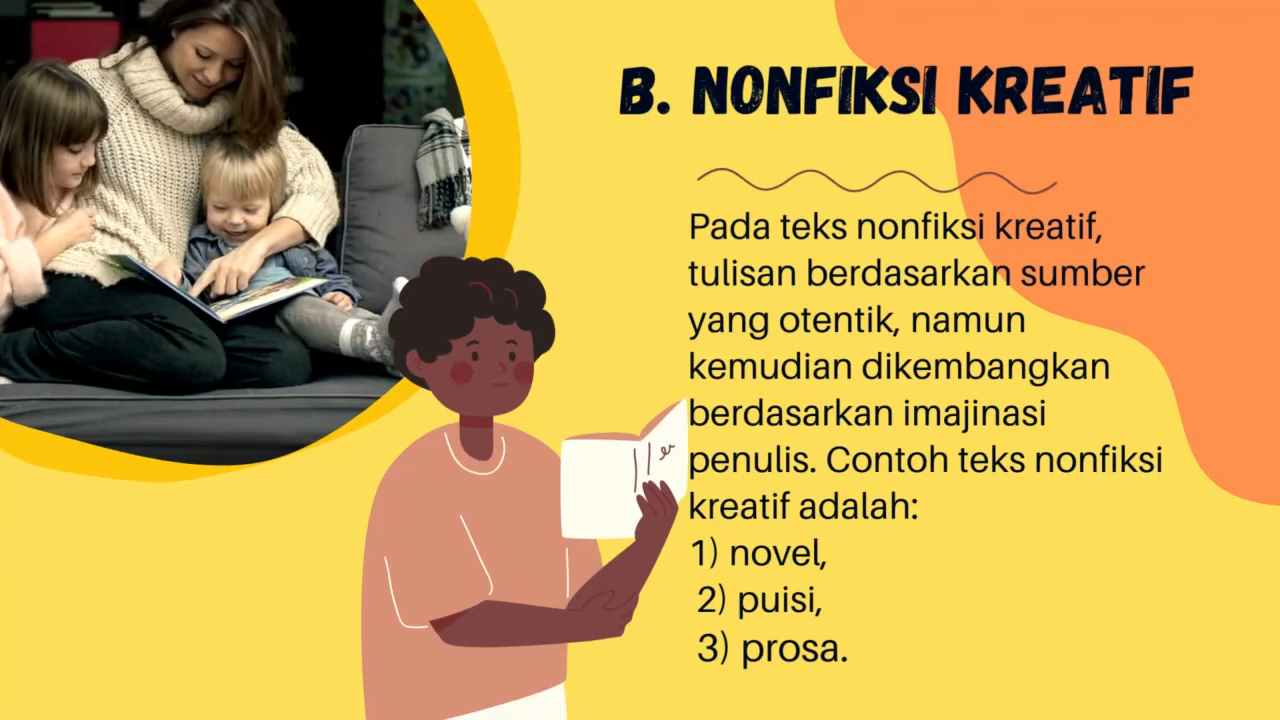 B. NONFIKSI KREATIF
Pada teks nonfiksi kreatif,
tulisan berdasarkan sumber
yang otentik, namun
kemudian dikembangkan
berdasarkan imajinasi
penulis. Contoh teks nonfiksi
kreatif adalah:
1) novel,
2) puisi,
3) prosa.